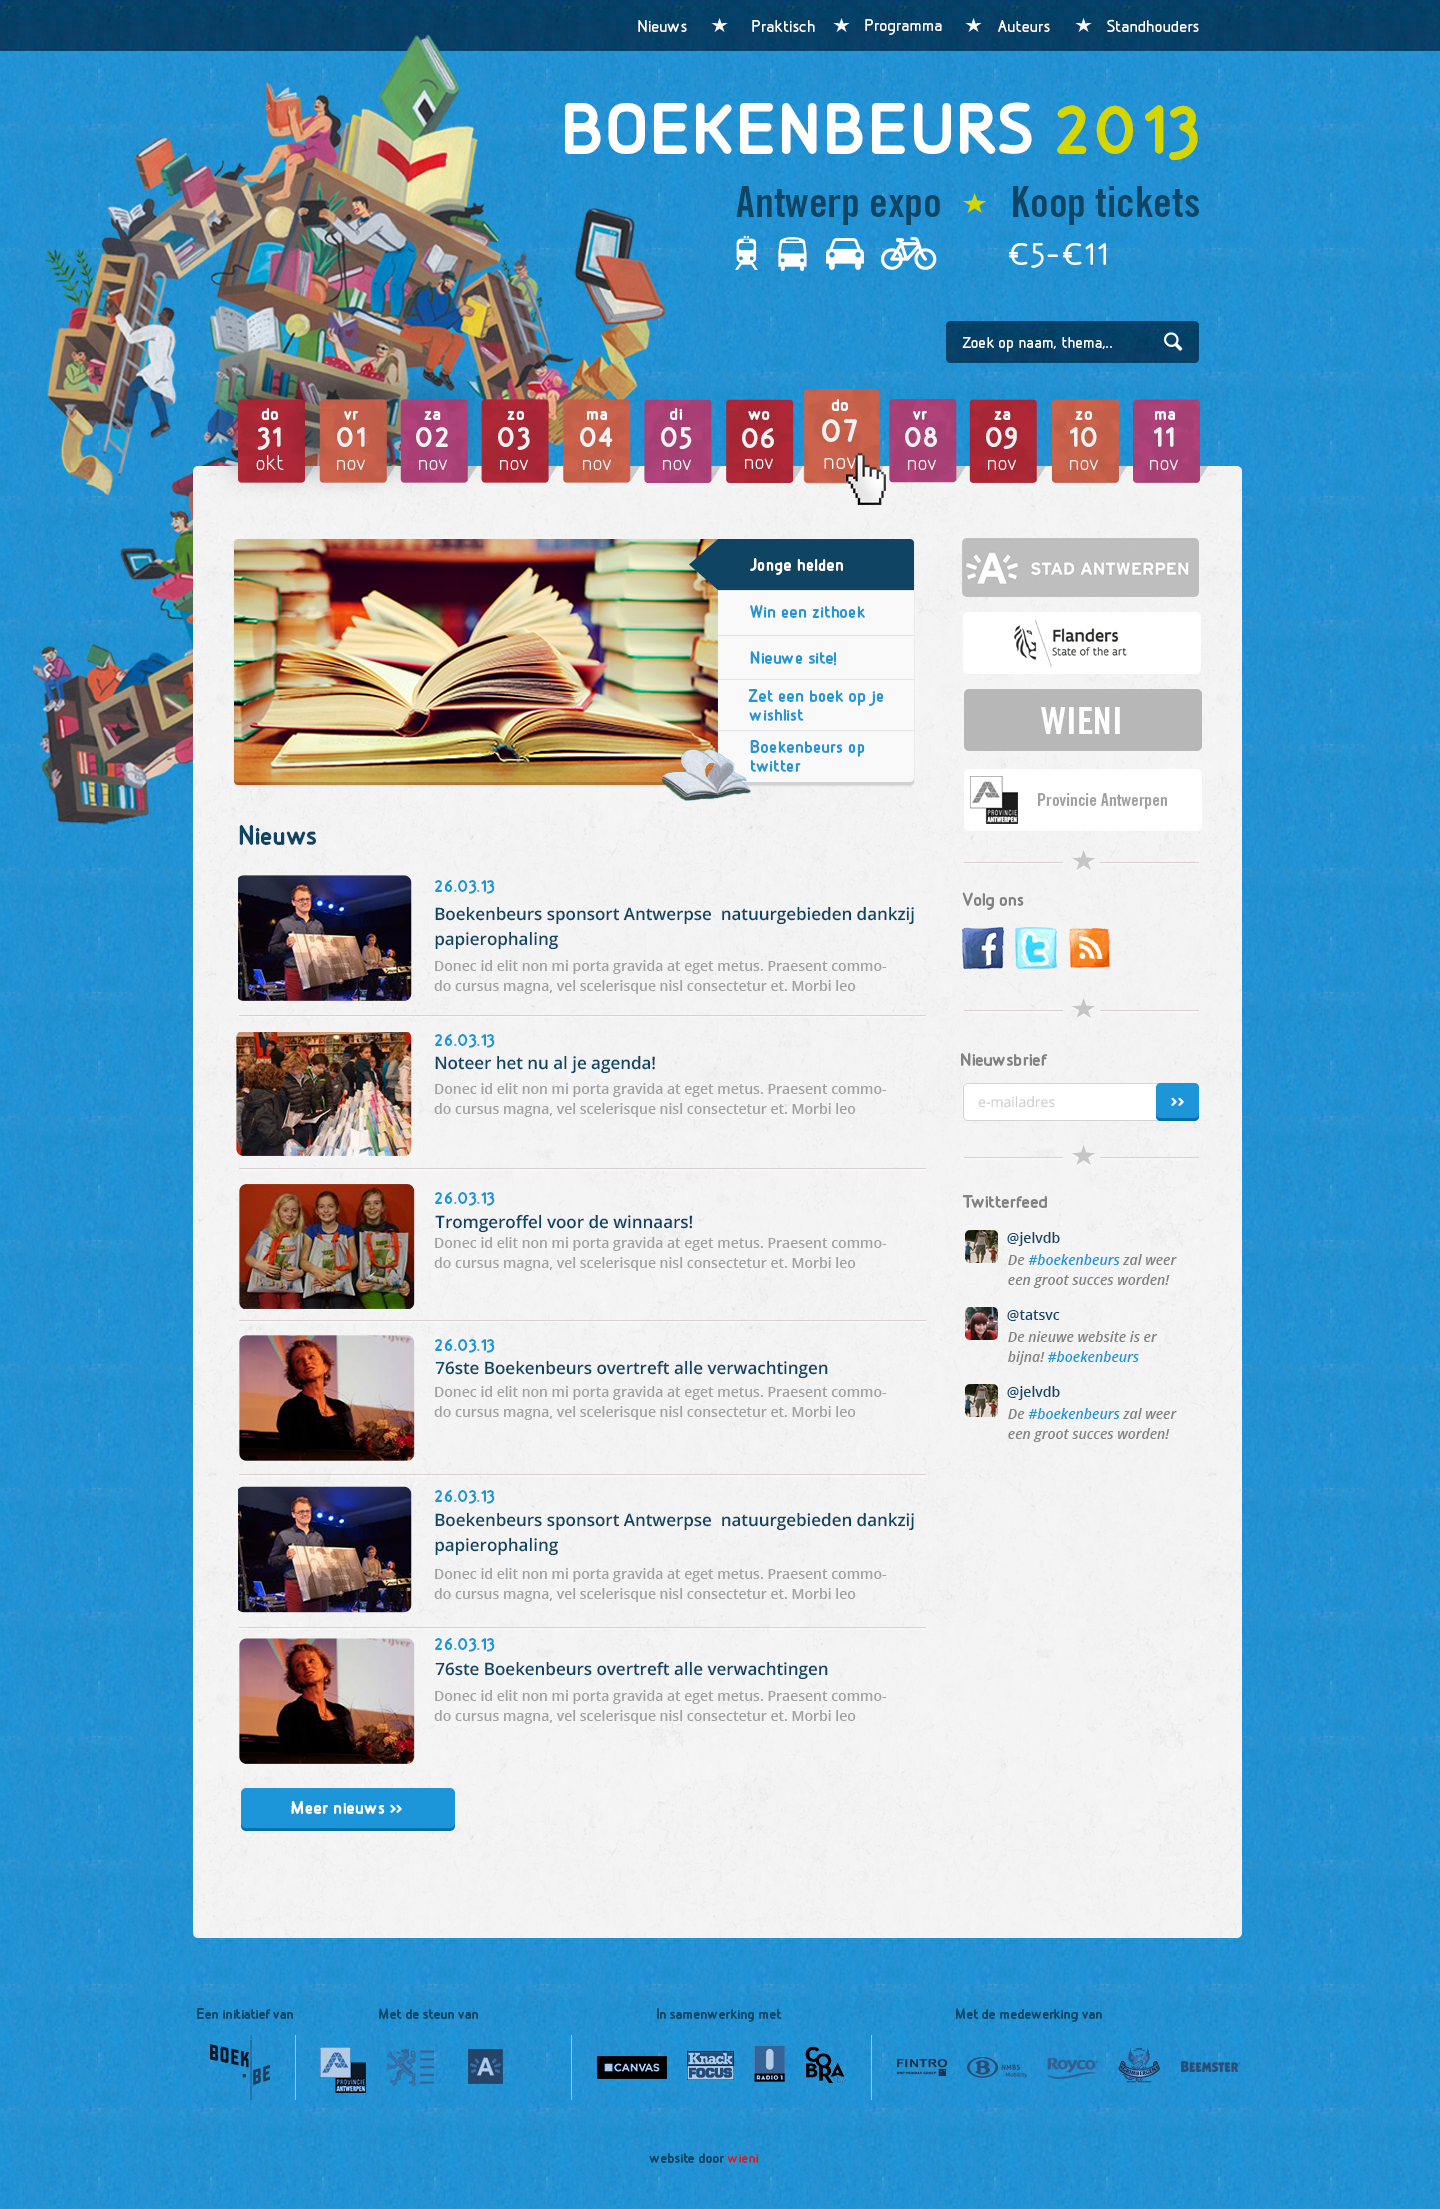 Nieuws ★ Praktisch ★ Programma ★ Auteurs ★ Standhouders
BOEKENBEURS 2013
Antwerp expo ★ Koop tickets
€5-€11
Zoek op naam, thema,..
do
31
okt
vr
01
nov
za
02
nov
zo
03
nov
ma
04
nov
di
05
nov
wo
06
nov
do
07
nov
vr
08
nov
za
09
nov
zo
10
nov
ma
11
nov
Jonge helden
Win een zithoek
Nieuwe site!
Zet een boek op je
wishlist
Boekenbeurs op
twitter
STAD ANTWERPEN
Flanders
State of the art
WIENI
PROVINCIE
ANTWERPEN
Provincie Antwerpen
Nieuws
26.03.13
Boekenbeurs sponsort Antwerpse  natuurgebieden dankzij
papierophaling
Donec id elit non mi porta gravida at eget metus. Praesent commo-
do cursus magna, vel scelerisque nisl consectetur et. Morbi leo
26.03.13
Noteer het nu al je agenda!
Donec id elit non mi porta gravida at eget metus. Praesent commo-
do cursus magna, vel scelerisque nisl consectetur et. Morbi leo
26.03.13
Tromgeroffel voor de winnaars!
Donec id elit non mi porta gravida at eget metus. Praesent commo-
do cursus magna, vel scelerisque nisl consectetur et. Morbi leo
26.03.13
76ste Boekenbeurs overtreft alle verwachtingen
Donec id elit non mi porta gravida at eget metus. Praesent commo-
do cursus magna, vel scelerisque nisl consectetur et. Morbi leo
26.03.13
Boekenbeurs sponsort Antwerpse  natuurgebieden dankzij
papierophaling
Donec id elit non mi porta gravida at eget metus. Praesent commo-
do cursus magna, vel scelerisque nisl consectetur et. Morbi leo
26.03.13
76ste Boekenbeurs overtreft alle verwachtingen
Donec id elit non mi porta gravida at eget metus. Praesent commo-
do cursus magna, vel scelerisque nisl consectetur et. Morbi leo
Meer nieuws >>
Volg ons
Nieuwsbrief
e-mailadres
>>
Twitterfeed
@jelvdb
De #boekenbeurs zal weer
een groot succes worden!
@tatsvc
De nieuwe website is er
bijna! #boekenbeurs
@jelvdb
De #boekenbeurs zal weer
een groot succes worden!
Een initiatief van
BOEK
.BE
Met de steun van
PROVINCIE
ANTWERPEN
A
In samenwerking met
CANVAS
Knack
FOCUS
RADIO 1
COBRA
Met de medewerking van
FINTRO
B
NMBS
Mobility
Royco
BEEMSTER
website door wieni